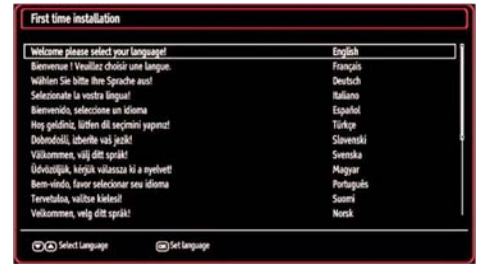 First time installation
Welcome please select your language! English
Bienvenue ! Veuillez choisir une langue. Français
Wählen Sie bitte Ihre Sprache aus! Deutsch
Selezionate la vostra lingua! Italiano
Bienvenido, seleccione un idioma Español
Hoş geldiniz, lütfen dil seçimini yapınız! Türkçe
Dobrodošli, izberite vaš jezik! Slovenski
Välkommen, välj ditt språk! Svenska
Üdvözöljük, kérjük válassza ki a nyelvet! Magyar
Bem-vindo, favor selecionar seu idioma Português
Tervetuloa, valitse kielesi! Suomi
Velkommen, velg ditt språk! Norsk
Select Language OK Set language